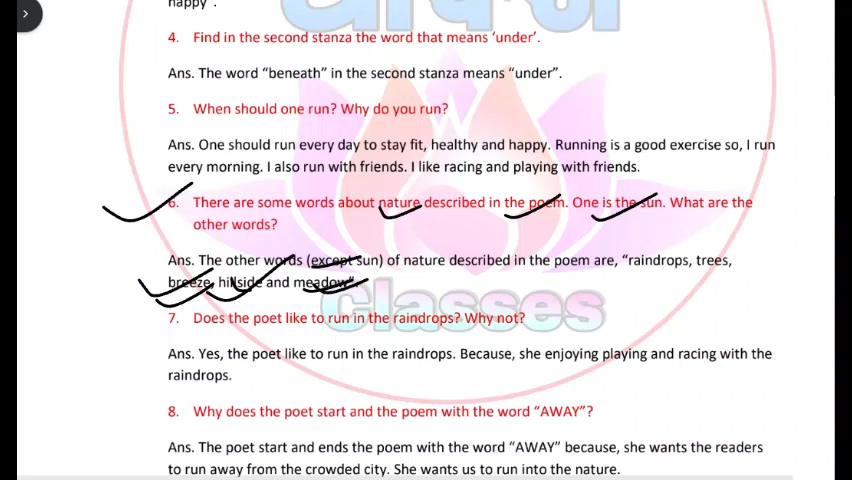 happy".
4. Find in the second stanza the word that means 'under'.
Ans. The word "beneath" in the second stanza means "under".
5. When should one run? Why do you run?
Ans. One should run every day to stay fit, healthy and happy. Running is a good exercise so, I run
every morning. I also run with friends. I like racing and playing with friends.
6. There are some words about nature described in the poem. One is the sun. What are the
other words?
Ans. The other words (except sun) of nature described in the poem are, "raindrops, trees,
breeze, hillside and meadow".
Classes
7. Does the poet like to run in the raindrops? Why not?
Ans. Yes, the poet like to run in the raindrops. Because, she enjoying playing and racing with the
raindrops.
8. Why does the poet start and the poem with the word "AWAY"?
Ans. The poet start and ends the poem with the word "AWAY" because, she wants the readers
to run away from the crowded city. She wants us to run into the nature.